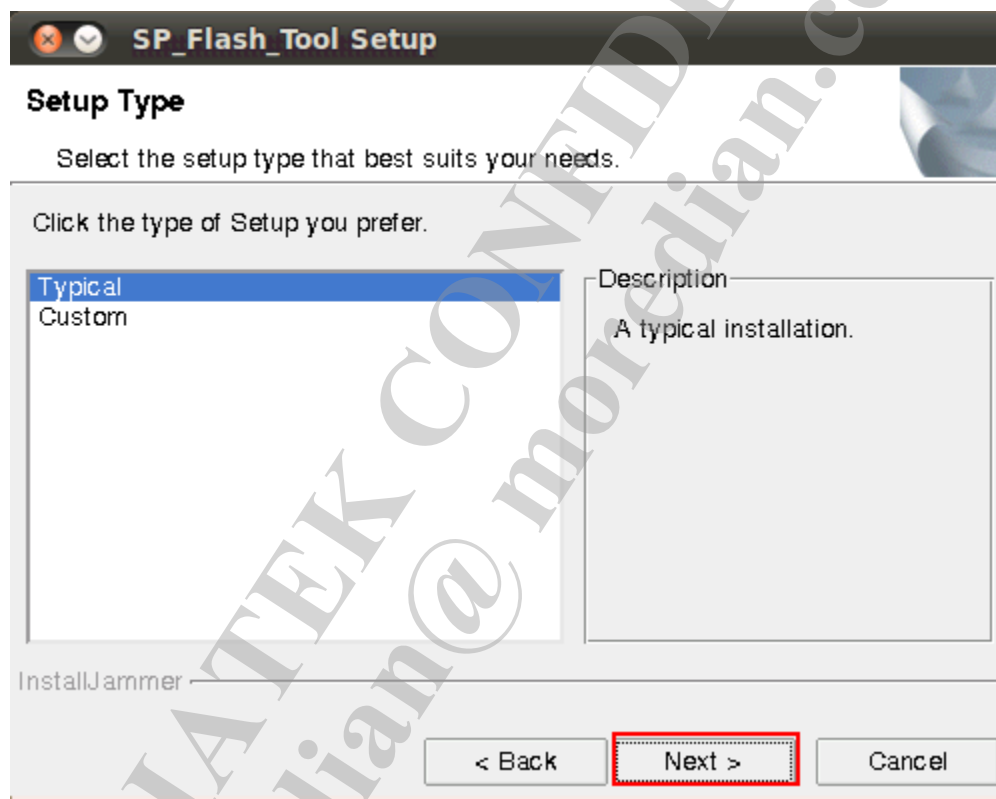 SP_Flash_Tool Setup
Setup Type
Select the setup type that best suits your needs.
Click the type of Setup you prefer.
Typical
Custom
Description
A typical installation.
InstallJammer
< Back
Next >
Cancel